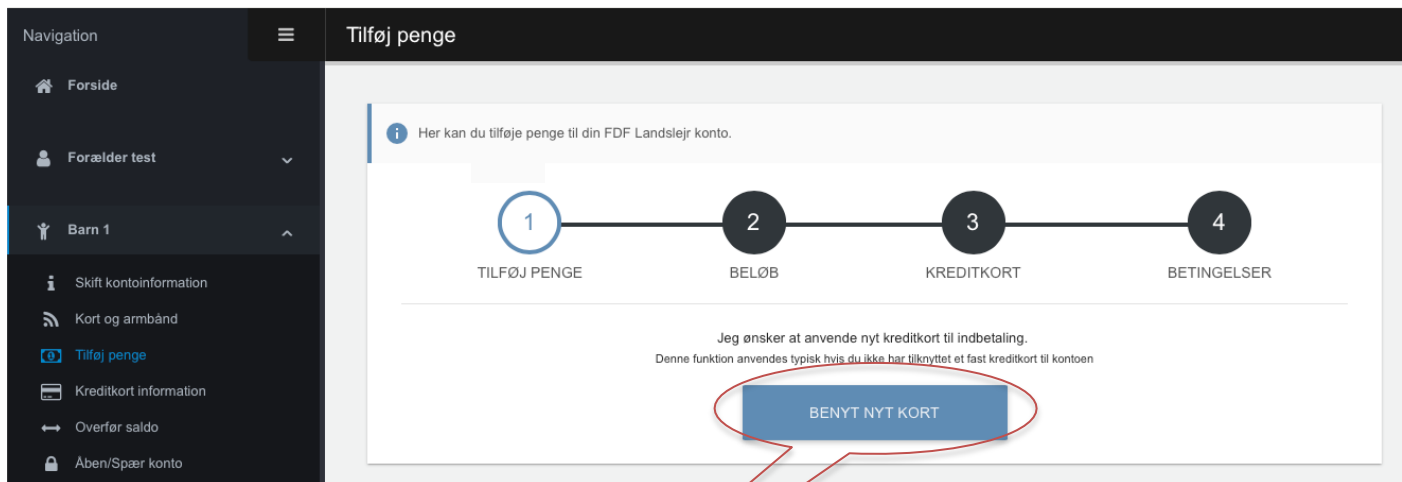 Navigation
Tilføj penge
Forside
Forælder test
Barn 1
Skift kontoinformation
Kort og armbånd
Tilføj penge
Kreditkort information
Overfør saldo
Åben/Spær konto
Her kan du tilføje penge til din FDF Landslejr konto.
1
2
3
4
TILFØJ PENGE
BELØB
KREDITKORT
BETINGELSER
Jeg ønsker at anvende nyt kreditkort til indbetaling.
Denne funktion anvendes typisk hvis du ikke har tilknyttet et fast kreditkort til kontoen
BENYT NYT KORT